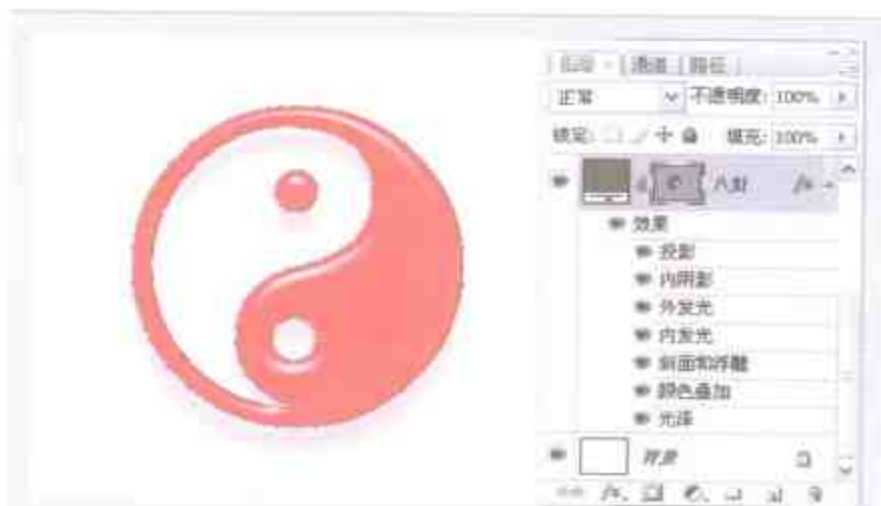 图层 × 通道 路径
正常 不透明度: 100%
锁定: 填充: 100%
八卦 fx
效果
投影
内阴影
外发光
内发光
斜面和浮雕
颜色叠加
光泽
背景
fx.